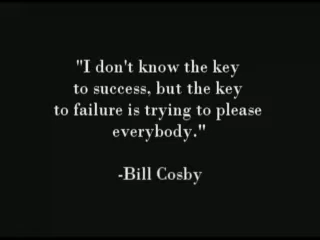 "I don't know the key
to success, but the key
to failure is trying to please
everybody."
-Bill Cosby